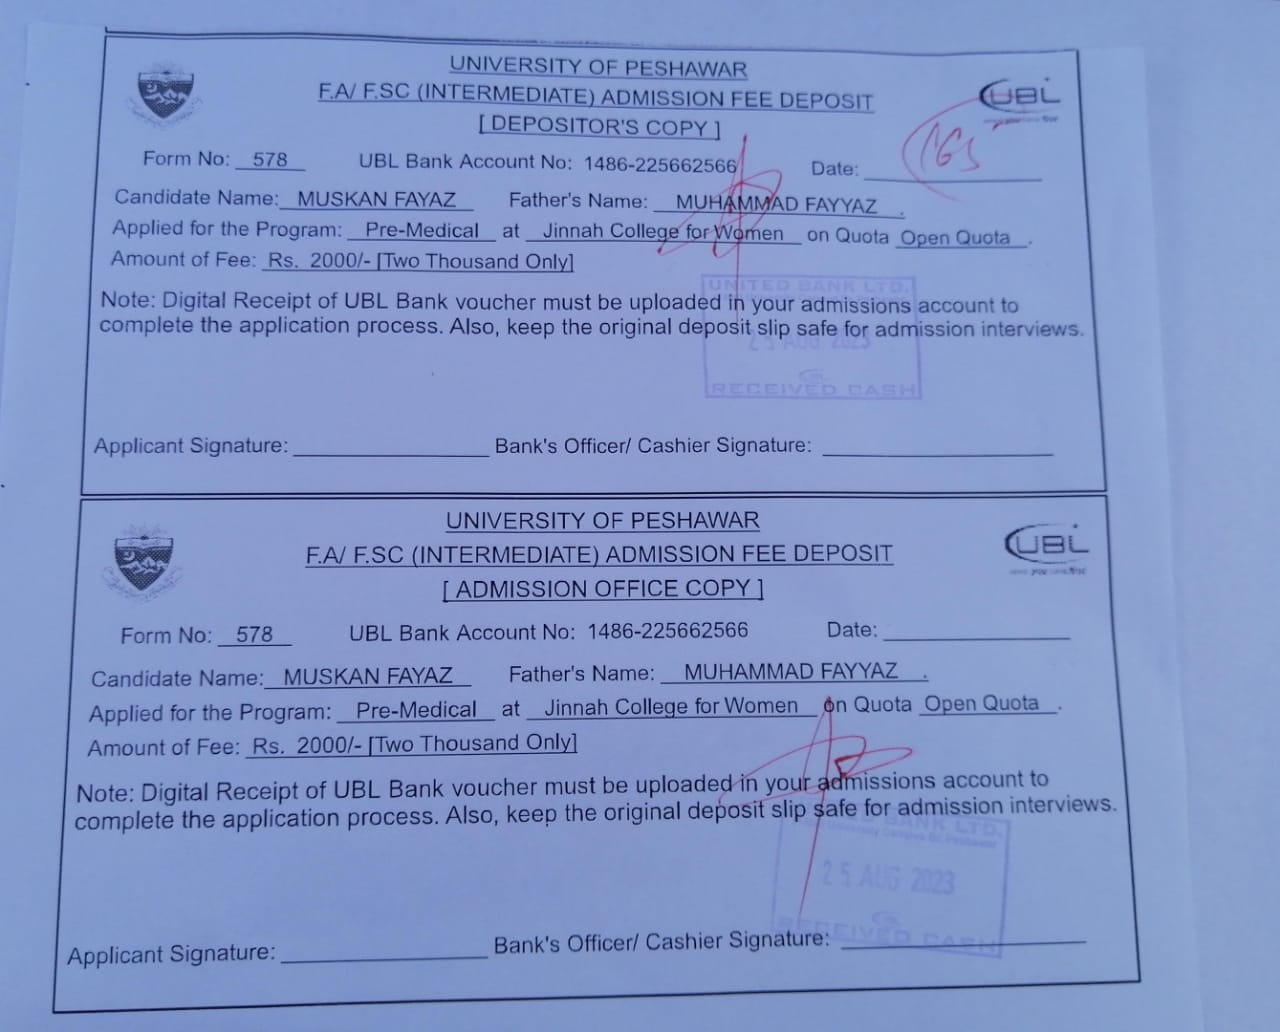 UNIVERSITY OF PESHAWAR
F.A/ F.SC (INTERMEDIATE) ADMISSION FEE DEPOSIT
[ DEPOSITOR'S COPY ]
UBL
Form No: 578 UBL Bank Account No: 1486-225662566 Date:
Candidate Name: MUSKAN FAYAZ Father's Name: MUHAMMAD FAYYAZ .
Applied for the Program: Pre-Medical at Jinnah College for Women on Quota Open Quota .
Amount of Fee: Rs. 2000/- [Two Thousand Only]
UNITED BANK LTD.
Note: Digital Receipt of UBL Bank voucher must be uploaded in your admissions account to
complete the application process. Also, keep the original deposit slip safe for admission interviews.
25 AUG 2023
RECEIVED CASH
Applicant Signature: Bank's Officer/ Cashier Signature:
UNIVERSITY OF PESHAWAR
F.A/ F.SC (INTERMEDIATE) ADMISSION FEE DEPOSIT
[ ADMISSION OFFICE COPY ]
UBL
Form No: 578 UBL Bank Account No: 1486-225662566 Date:
Candidate Name: MUSKAN FAYAZ Father's Name: MUHAMMAD FAYYAZ .
Applied for the Program: Pre-Medical at Jinnah College for Women on Quota Open Quota .
Amount of Fee: Rs. 2000/- [Two Thousand Only]
Note: Digital Receipt of UBL Bank voucher must be uploaded in your admissions account to
complete the application process. Also, keep the original deposit slip safe for admission interviews.
UNITED BANK LTD.
25 AUG 2023
RECEIVED CASH
Applicant Signature: Bank's Officer/ Cashier Signature: